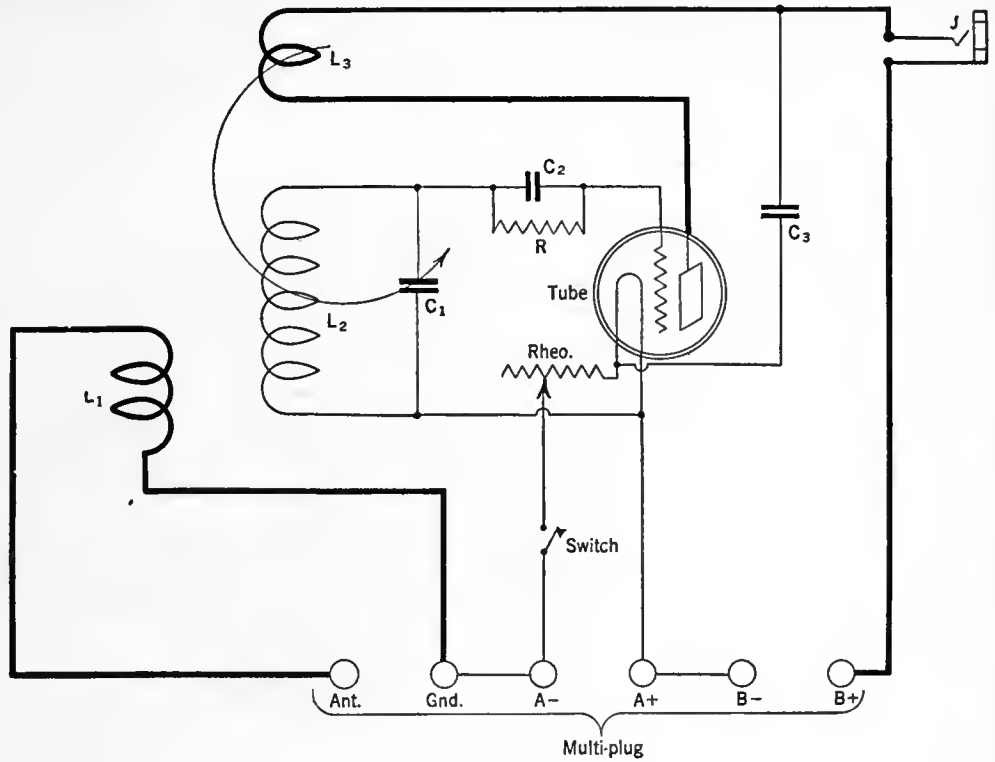 J
L3
C2
R
C3
Tube
L2
C1
Rheo.
L1
Switch
Ant.
Gnd.
A–
A+
B–
B+
Multi-plug